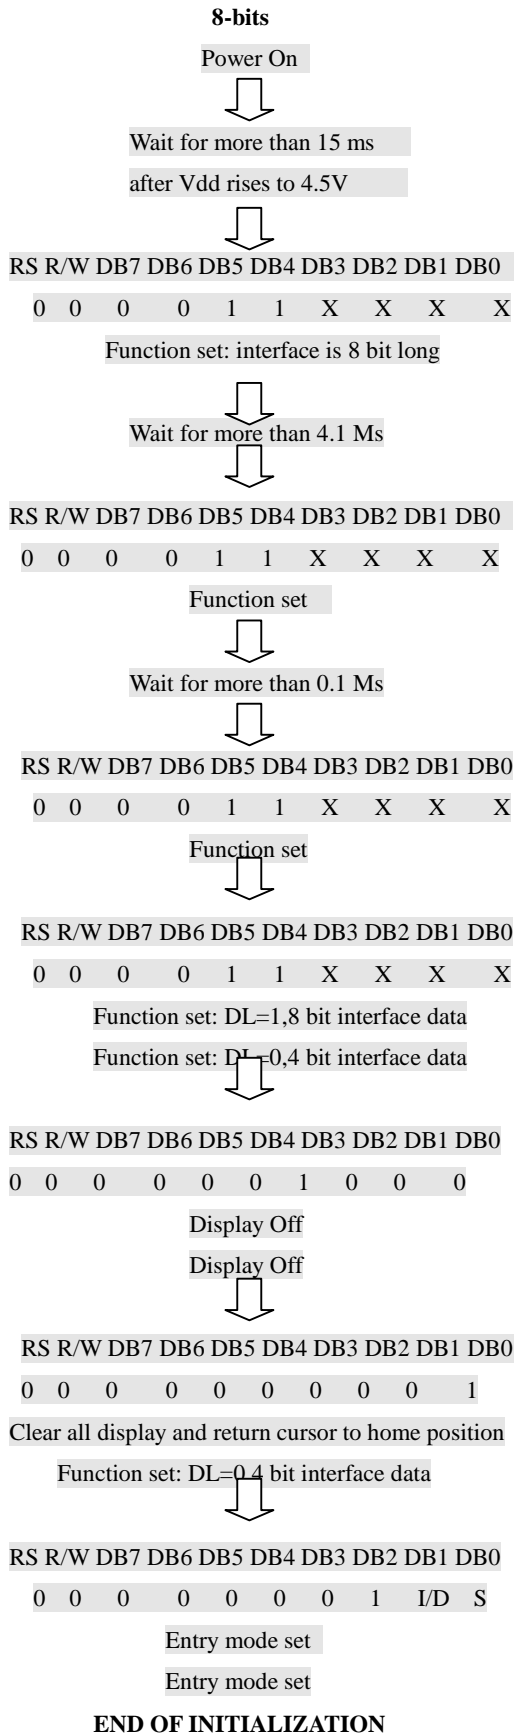 8-bits
Power On
Wait for more than 15 ms
after Vdd rises to 4.5V
RS R/W DB7 DB6 DB5 DB4 DB3 DB2 DB1 DB0
0 0 0 0 1 1 X X X X
Function set: interface is 8 bit long
Wait for more than 4.1 Ms
RS R/W DB7 DB6 DB5 DB4 DB3 DB2 DB1 DB0
0 0 0 0 1 1 X X X X
Function set
Wait for more than 0.1 Ms
RS R/W DB7 DB6 DB5 DB4 DB3 DB2 DB1 DB0
0 0 0 0 1 1 X X X X
Function set
RS R/W DB7 DB6 DB5 DB4 DB3 DB2 DB1 DB0
0 0 0 0 1 1 X X X X
Function set: DL=1,8 bit interface data
Function set: DL=0,4 bit interface data
RS R/W DB7 DB6 DB5 DB4 DB3 DB2 DB1 DB0
0 0 0 0 0 0 1 0 0 0
Display Off
Display Off
RS R/W DB7 DB6 DB5 DB4 DB3 DB2 DB1 DB0
0 0 0 0 0 0 0 0 0 1
Clear all display and return cursor to home position
Function set: DL=0,4 bit interface data
RS R/W DB7 DB6 DB5 DB4 DB3 DB2 DB1 DB0
0 0 0 0 0 0 0 1 I/D S
Entry mode set
Entry mode set
END OF INITIALIZATION